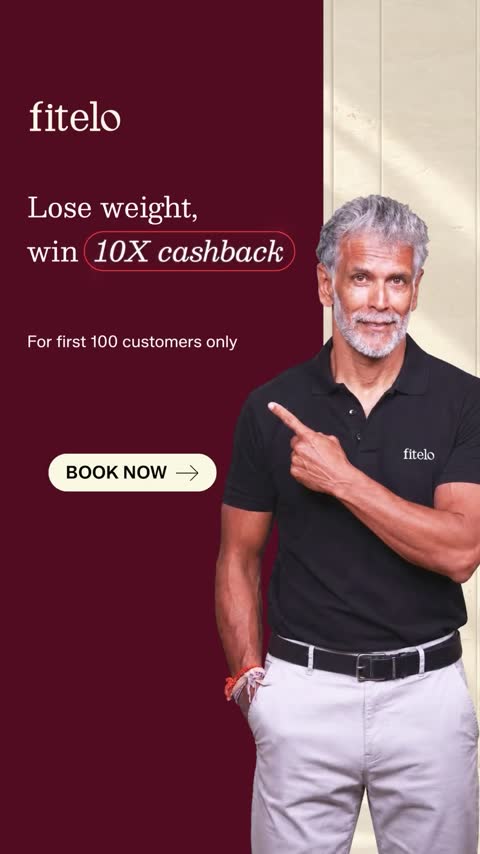 fitelo
Lose weight,
win 10X cashback
For first 100 customers only
BOOK NOW →
fitelo